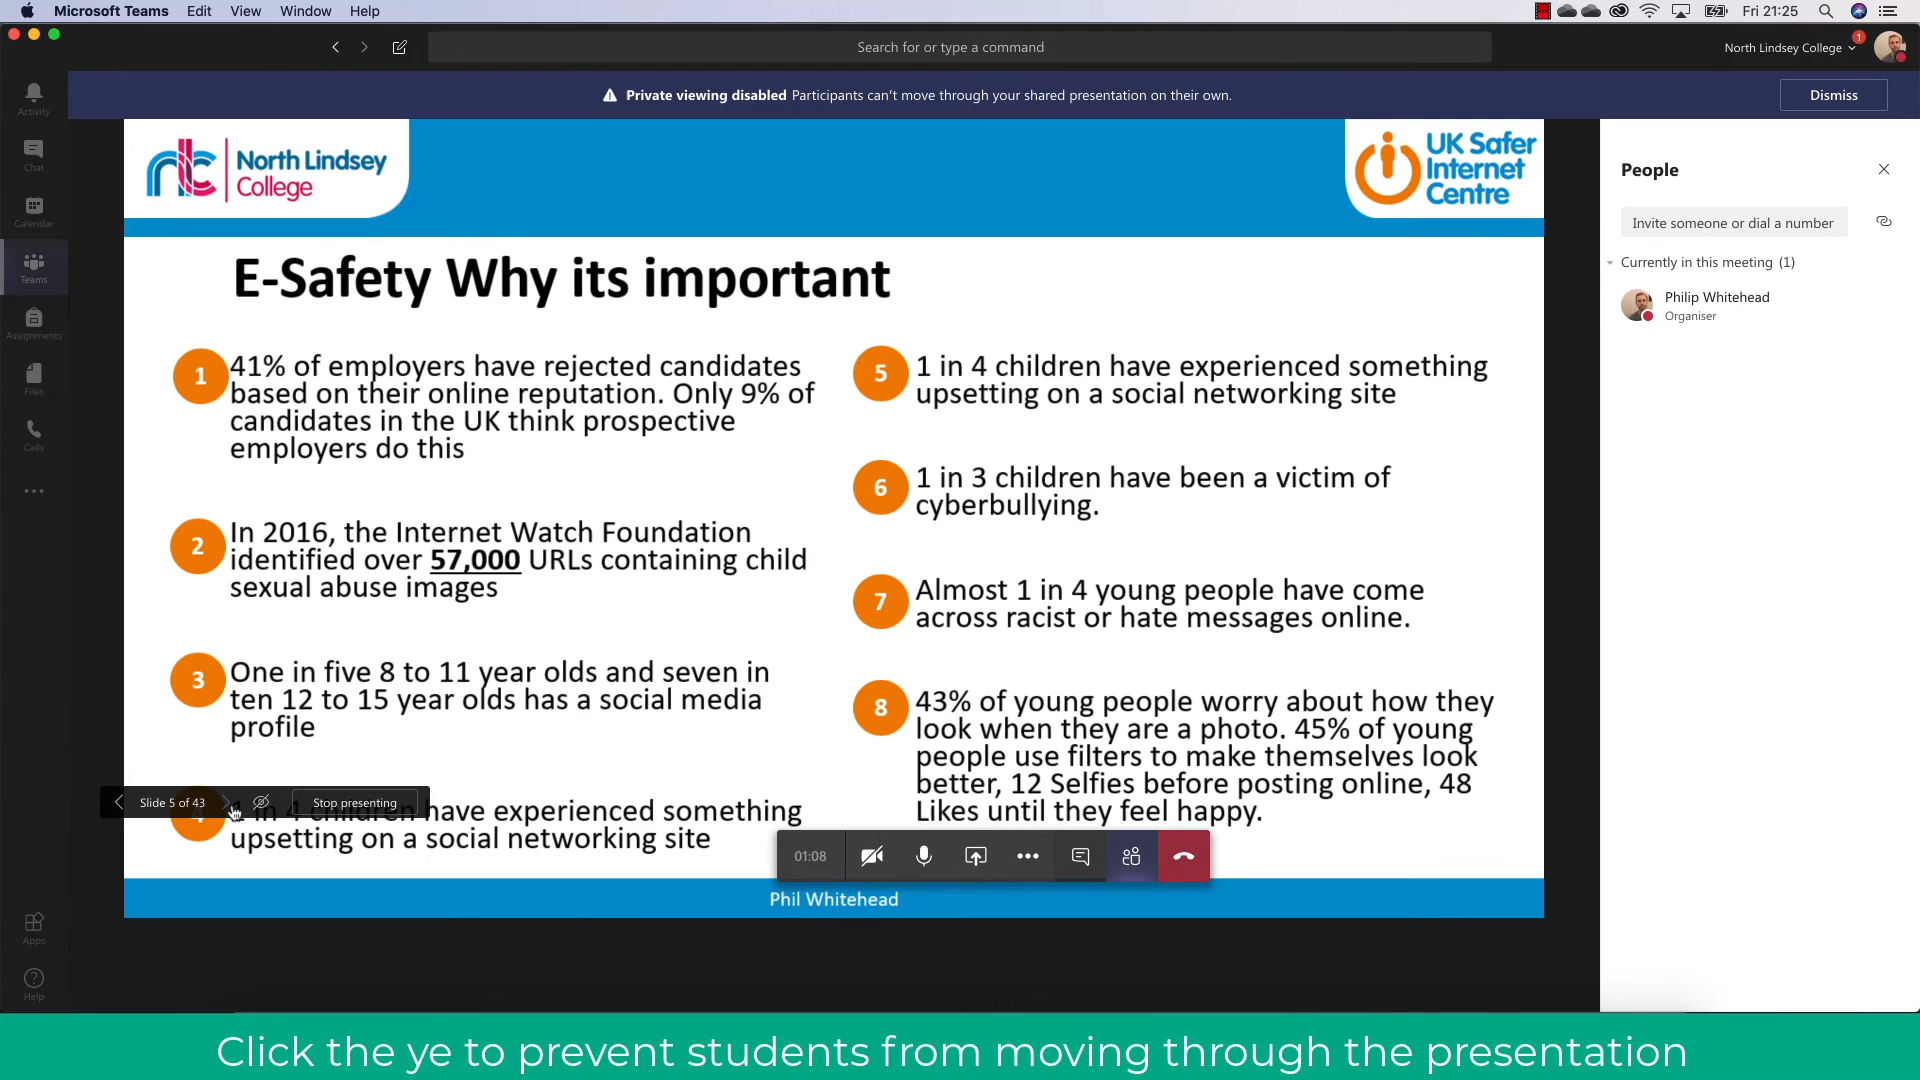 Microsoft Teams Edit View Window Help Fri 21:25
Search for or type a command
North Lindsey College
1
Activity
Chat
Calendar
Teams
Assignments
Files
Calls
Apps
Help
Private viewing disabled Participants can't move through your shared presentation on their own.
Dismiss
nlc North Lindsey
College
UK Safer
Internet
Centre
E-Safety Why its important
1 41% of employers have rejected candidates
based on their online reputation. Only 9% of
candidates in the UK think prospective
employers do this
2 In 2016, the Internet Watch Foundation
identified over 57,000 URLs containing child
sexual abuse images
3 One in five 8 to 11 year olds and seven in
ten 12 to 15 year olds has a social media
profile
4 1 in 4 children have experienced something
upsetting on a social networking site
5 1 in 4 children have experienced something
upsetting on a social networking site
6 1 in 3 children have been a victim of
cyberbullying.
7 Almost 1 in 4 young people have come
across racist or hate messages online.
8 43% of young people worry about how they
look when they are a photo. 45% of young
people use filters to make themselves look
better, 12 Selfies before posting online, 48
Likes until they feel happy.
Slide 5 of 43
Stop presenting
01:08
Phil Whitehead
People
Invite someone or dial a number
Currently in this meeting (1)
Philip Whitehead
Organiser
Click the ye to prevent students from moving through the presentation